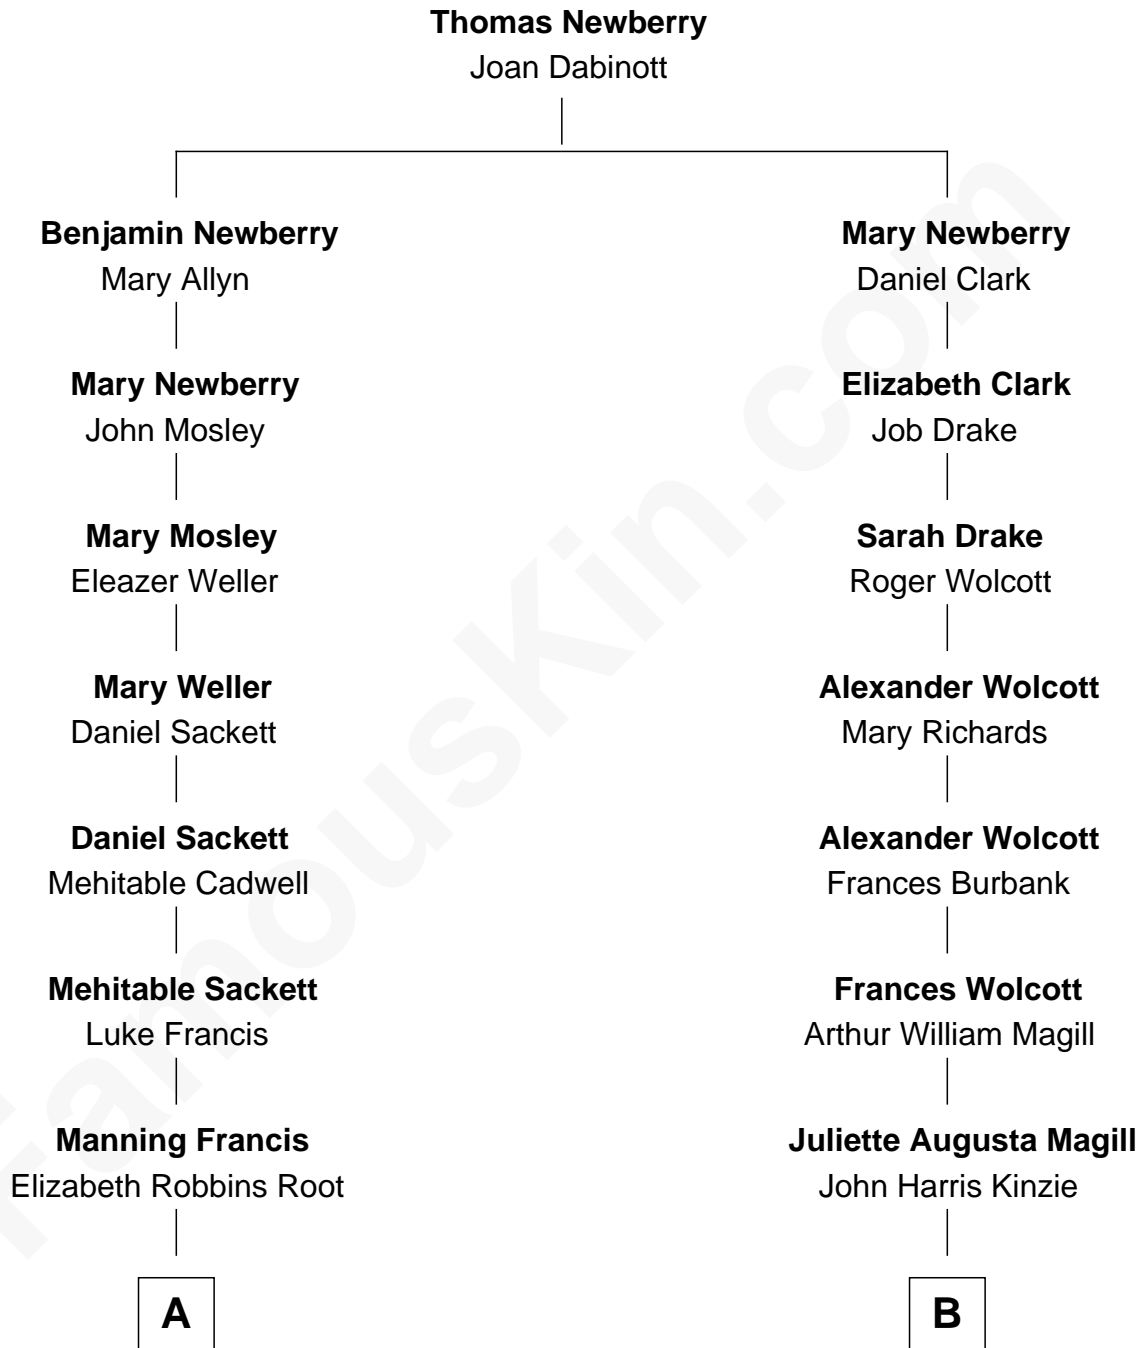 Thomas Newberry
Joan Dabinott
Benjamin Newberry
Mary Allyn
Mary Newberry
Daniel Clark
Mary Newberry
John Mosley
Elizabeth Clark
Job Drake
Mary Mosley
Eleazer Weller
Sarah Drake
Roger Wolcott
Mary Weller
Daniel Sackett
Alexander Wolcott
Mary Richards
Daniel Sackett
Mehitable Cadwell
Alexander Wolcott
Frances Burbank
Mehitable Sackett
Luke Francis
Frances Wolcott
Arthur William Magill
Manning Francis
Elizabeth Robbins Root
Juliette Augusta Magill
John Harris Kinzie
A
B
FamousKin.com